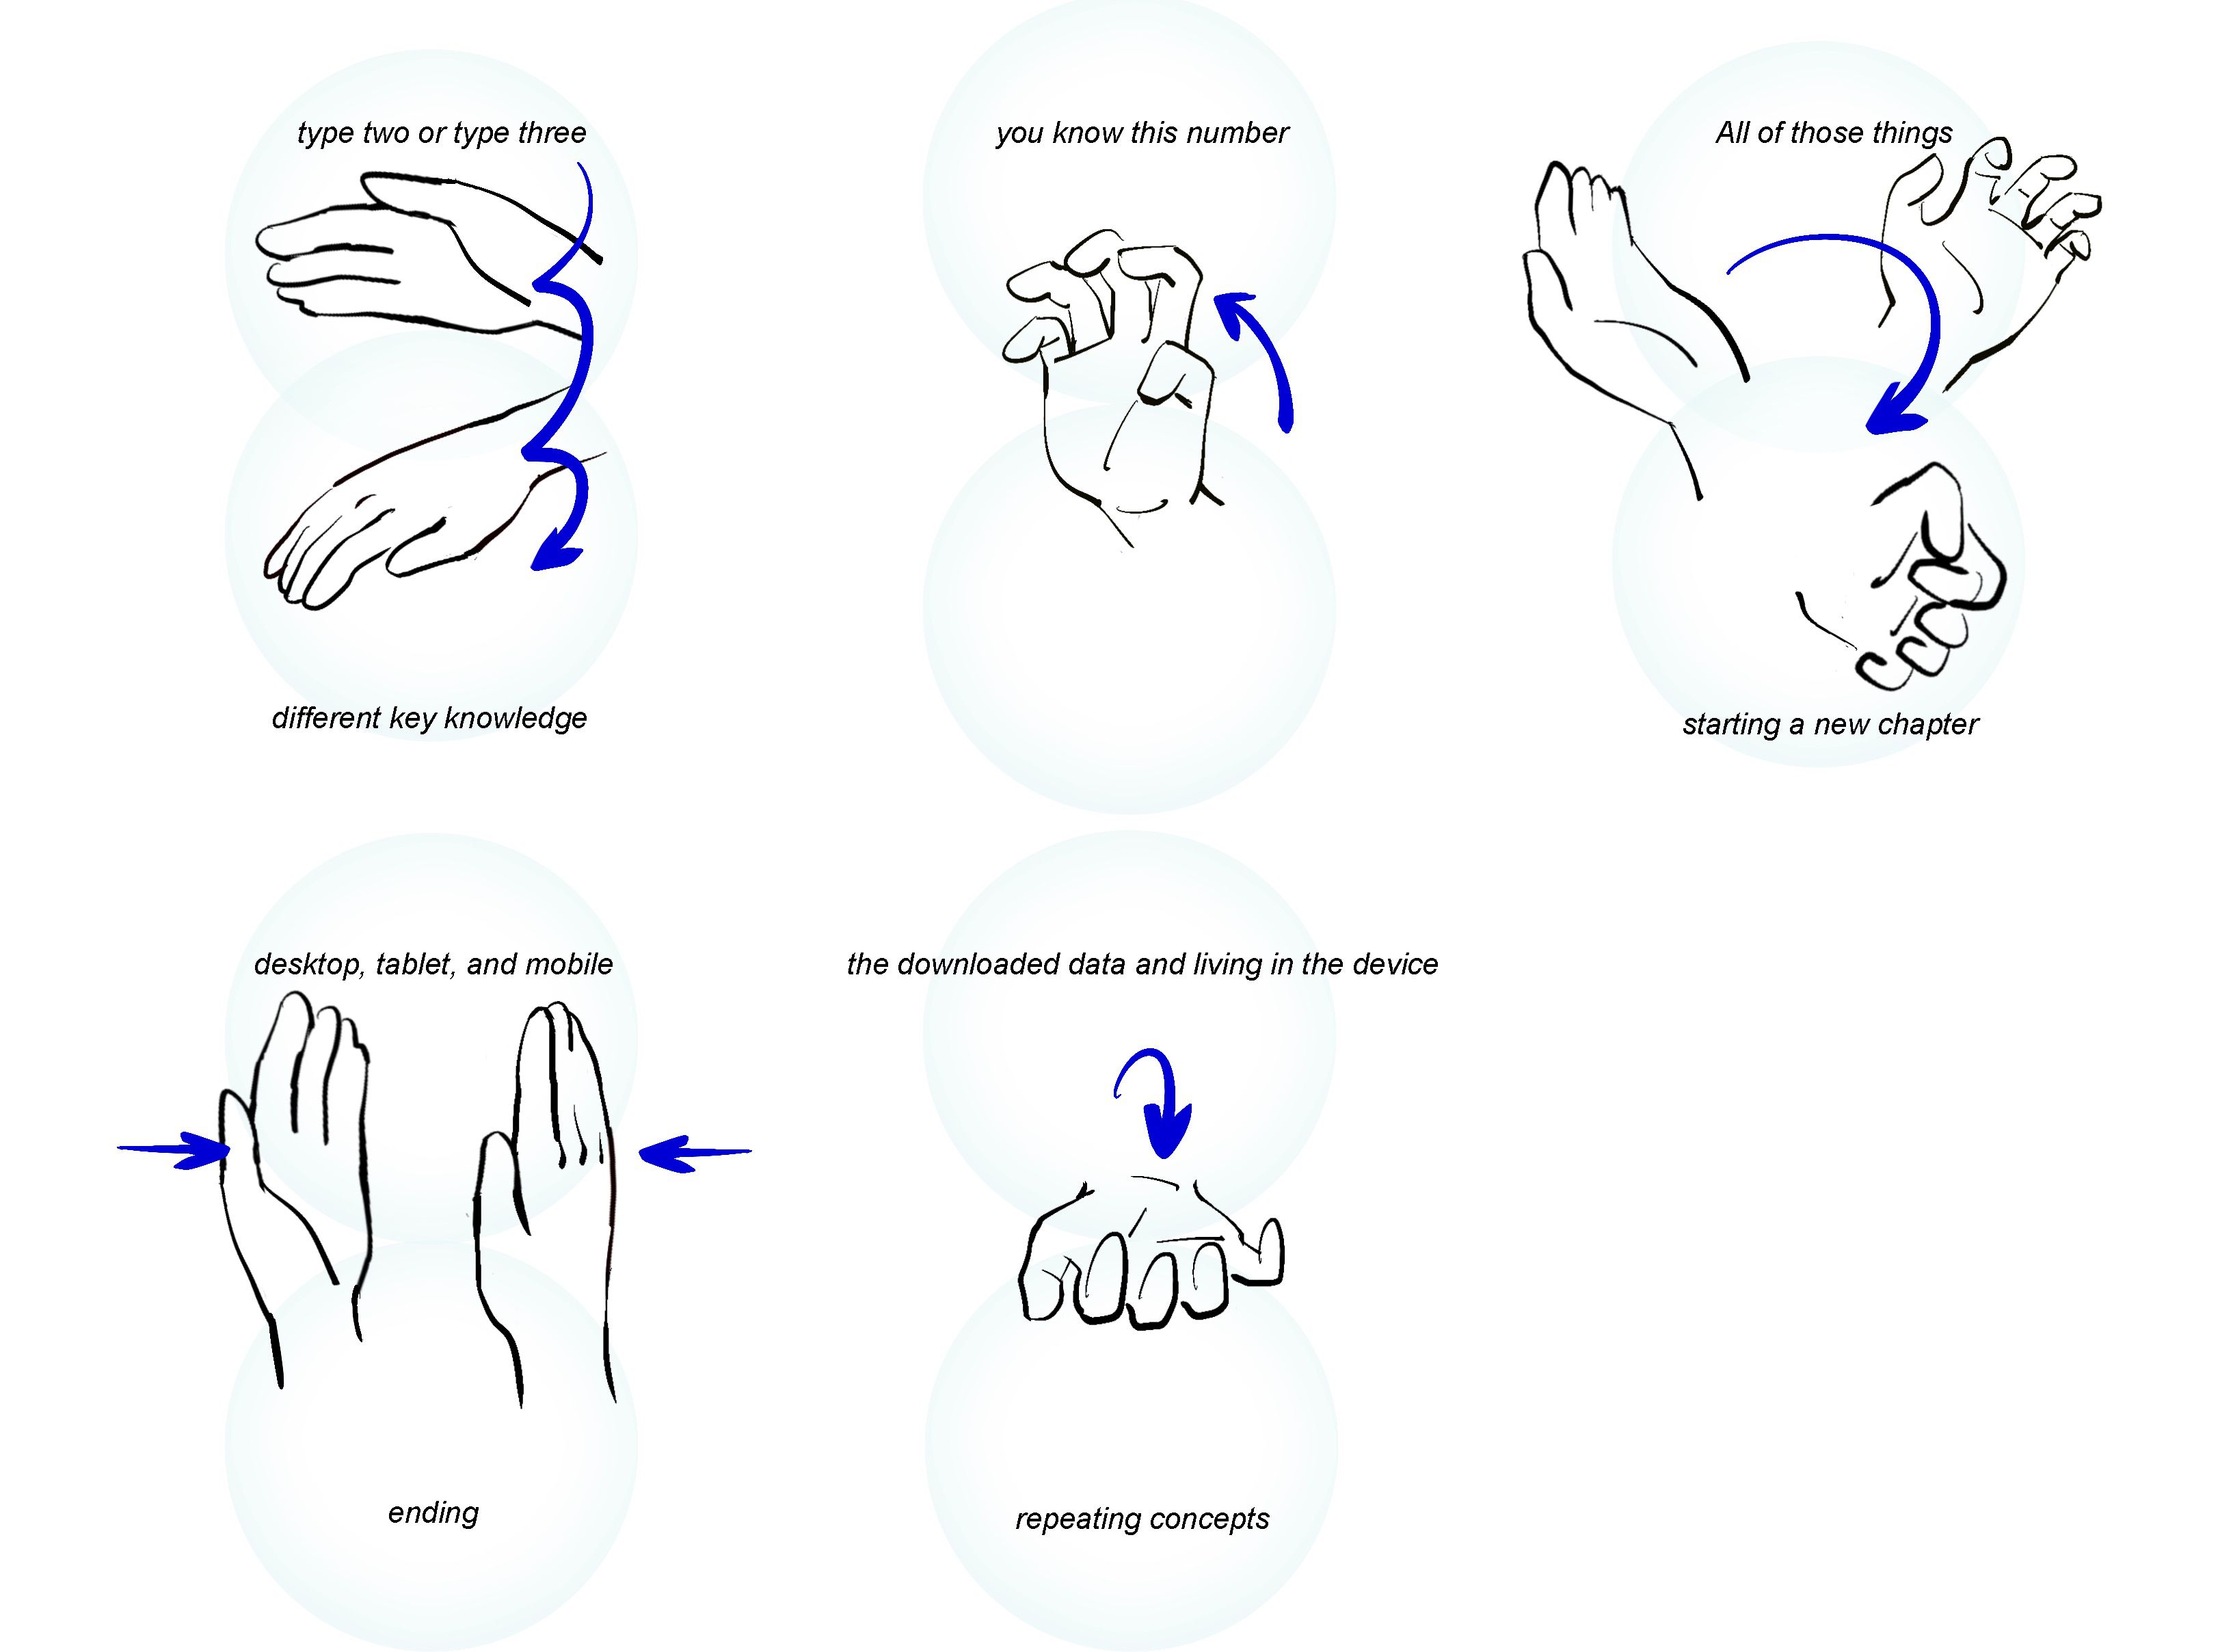 type two or type three
different key knowledge
you know this number
All of those things
starting a new chapter
desktop, tablet, and mobile
ending
the downloaded data and living in the device
repeating concepts